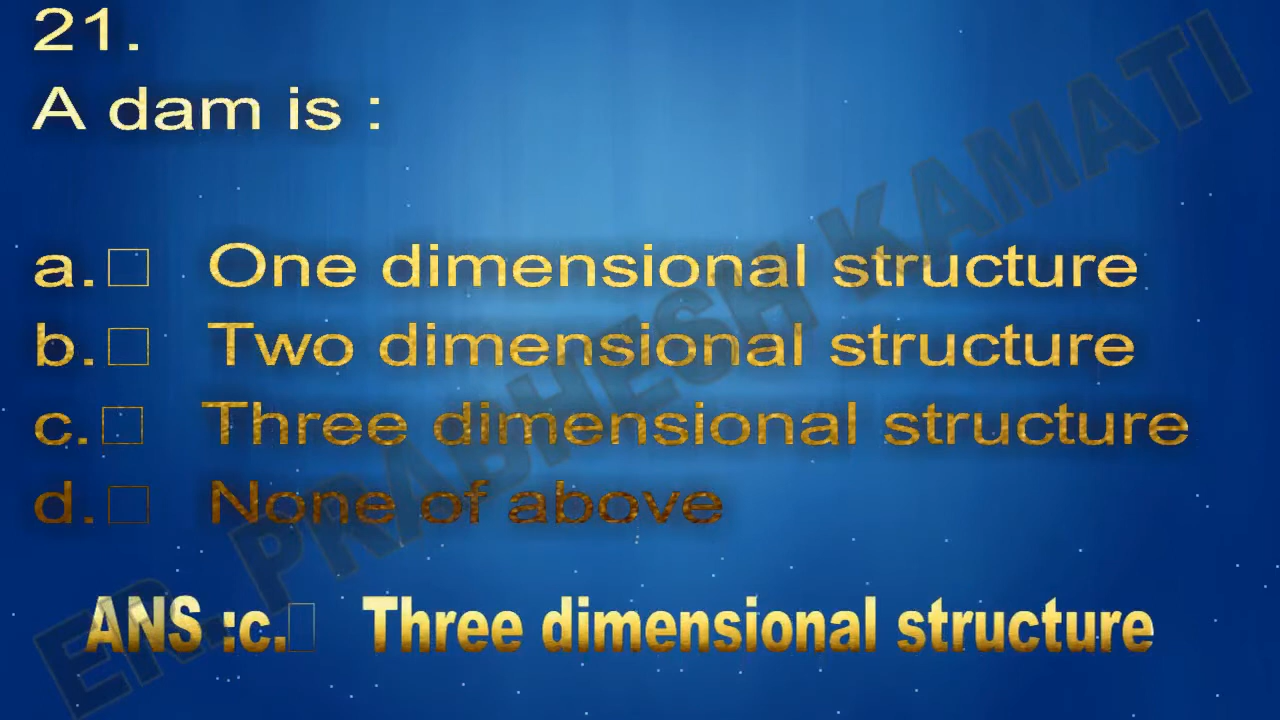 21.
A dam is :
a.□ One dimensional structure
b.□ Two dimensional structure
c.□ Three dimensional structure
d.□ None of above
ANS :c.□ Three dimensional structure
ER. PRABHESH KAMATI